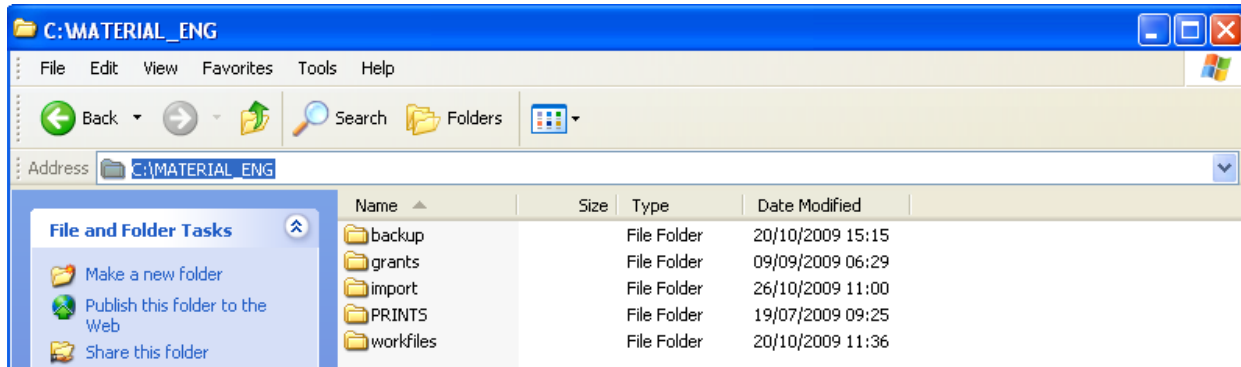 C:\MATERIAL_ENG
File Edit View Favorites Tools Help
Back Search Folders
Address C:\MATERIAL_ENG
Name Size Type Date Modified
File and Folder Tasks
Make a new folder
Publish this folder to the
Web
Share this folder
backup File Folder 20/10/2009 15:15
grants File Folder 09/09/2009 06:29
import File Folder 26/10/2009 11:00
PRINTS File Folder 19/07/2009 09:25
workfiles File Folder 20/10/2009 11:36